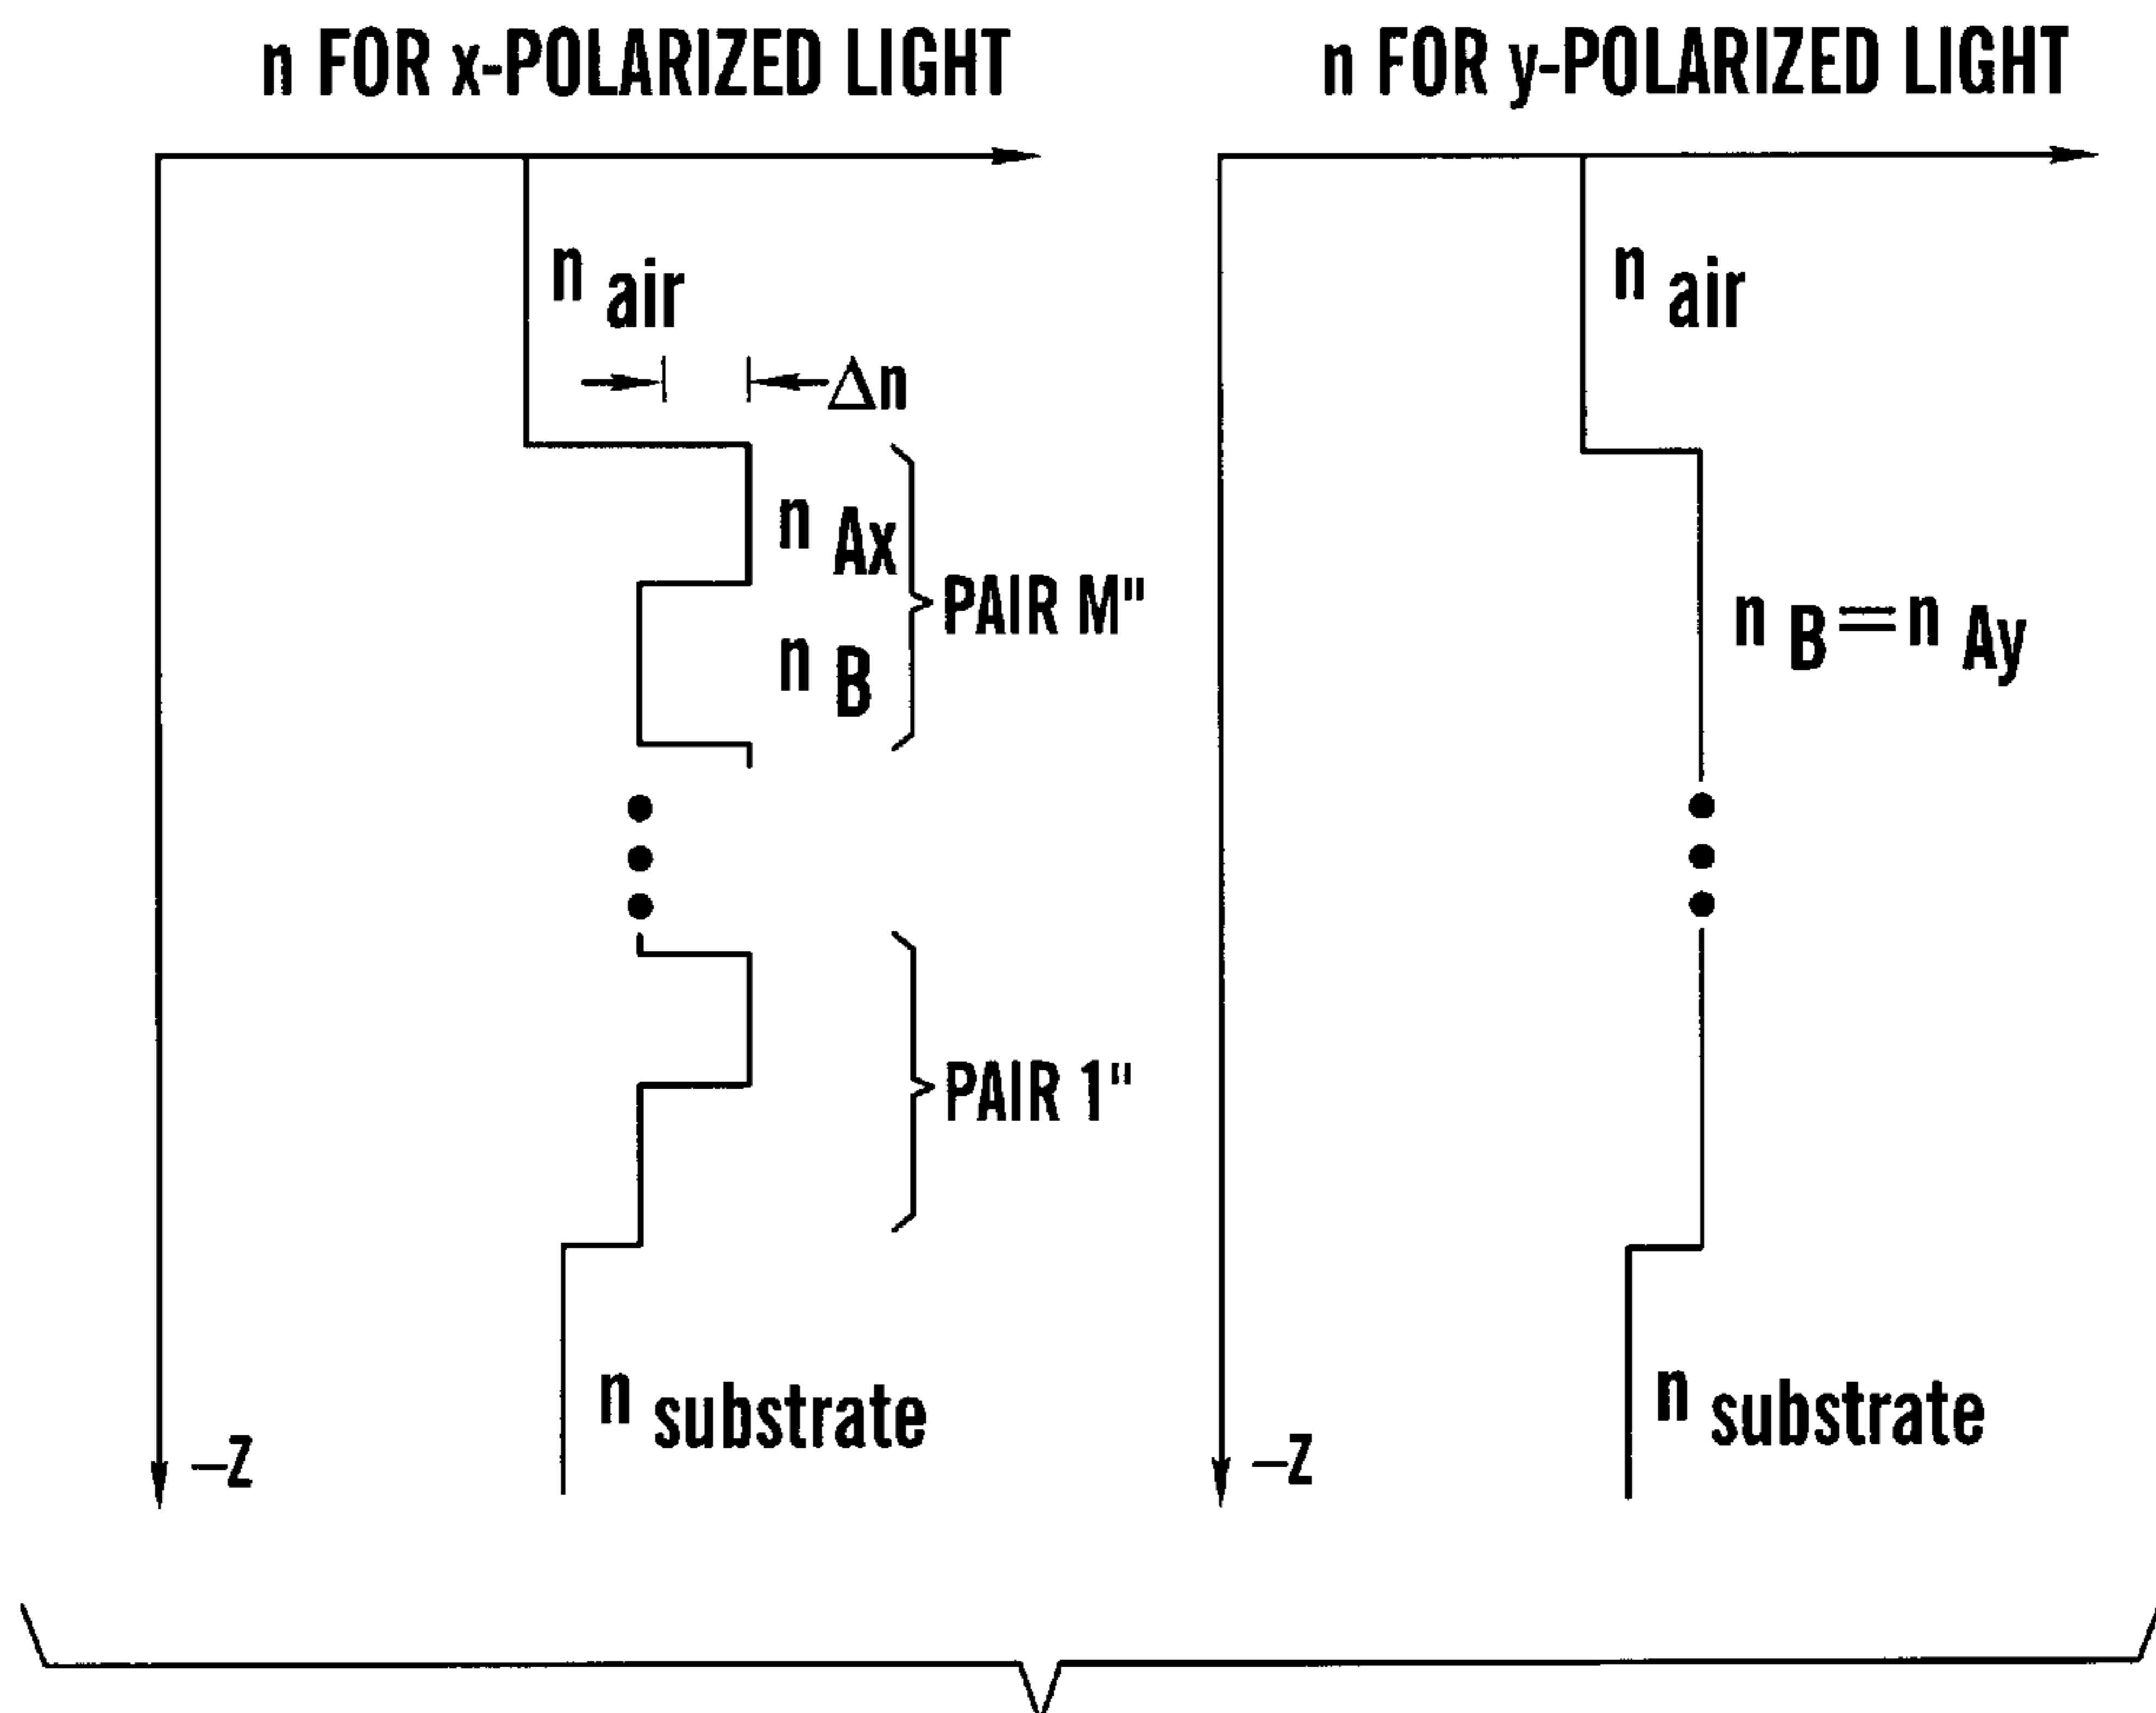 n FOR x-POLARIZED LIGHT
n air
Δn
n Ax
PAIR M"
n B
PAIR 1"
n substrate
–Z
n FOR y-POLARIZED LIGHT
n air
n B=n Ay
n substrate
–Z